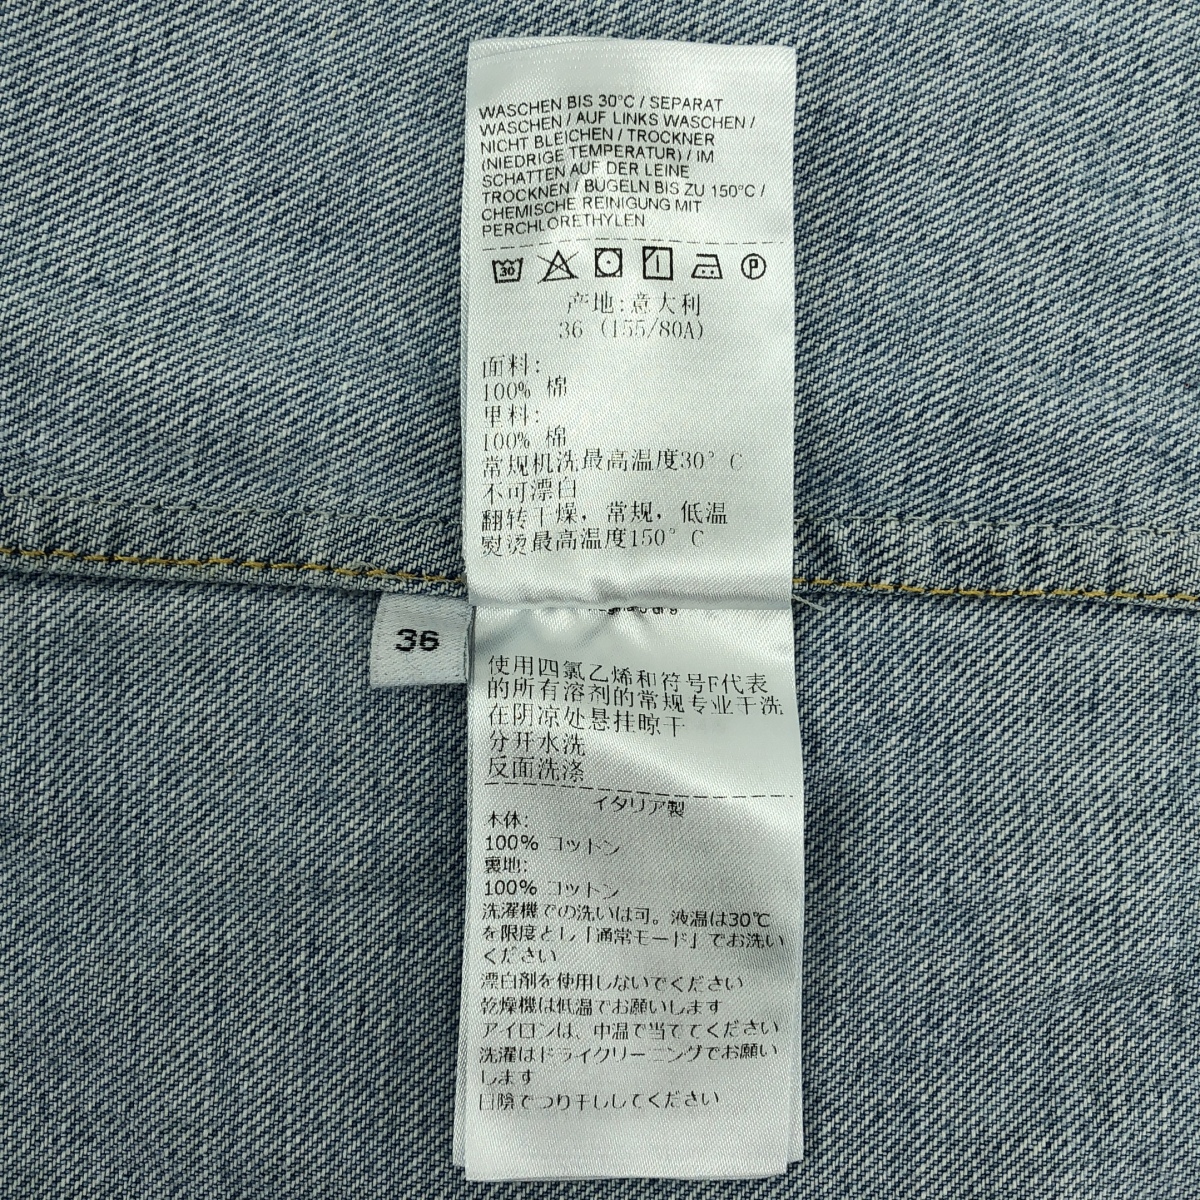 WASCHEN BIS 30°C / SEPARAT
WASCHEN / AUF LINKS WASCHEN /
NICHT BLEICHEN / TROCKNER
(NIEDRIGE TEMPERATUR) / IM
SCHATTEN AUF DER LEINE
TROCKNEN / BÜGELN BIS ZU 150°C /
CHEMISCHE REINIGUNG MIT
PERCHLORETHYLEN
30 P
产地:意大利
36 (155/80A)
面料:
100% 棉
里料:
100% 棉
常规机洗最高温度30° C
不可漂白
翻转干燥，常规，低温
熨烫最高温度150° C
36
使用四氯乙烯和符号F代表
的所有溶剂的常规专业干洗
在阴凉处悬挂晾干
分开水洗
反面洗涤
イタリア製
本体:
100% コットン
裏地:
100% コットン
洗濯機での洗いは可。液温は30℃
を限度とし「通常モード」でお洗い
ください
漂白剤を使用しないでください
乾燥機は低温でお願いします
アイロンは、中温で当ててください
洗濯はドライクリーニングでお願い
します
日陰でつり干ししてください